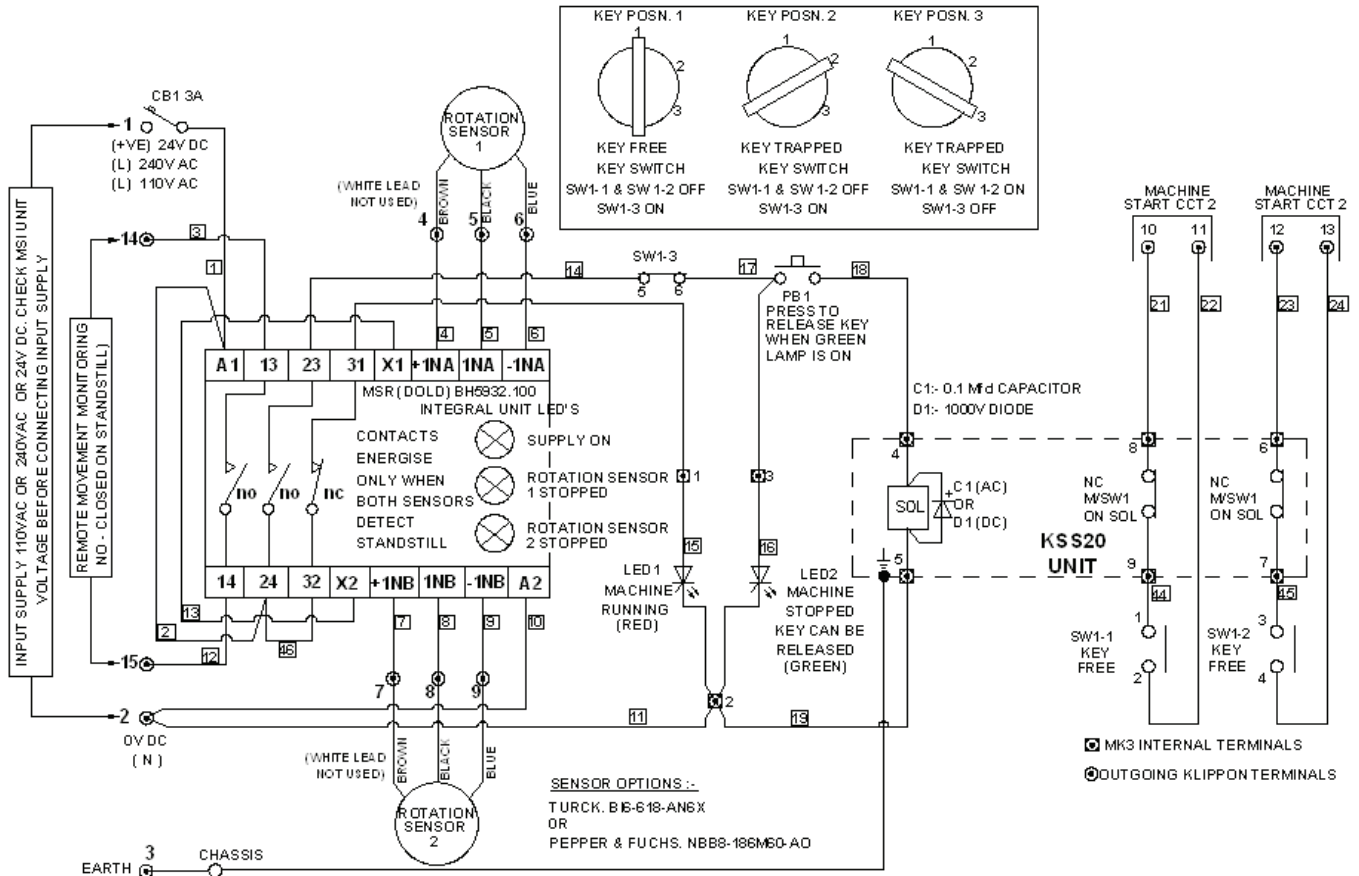 KEY POSN. 1
KEY POSN. 2
KEY POSN. 3
1
2
3
1
2
3
1
2
3
KEY FREE
KEY SWITCH
SW1-1 & SW1-2 OFF
SW1-3 ON
KEY TRAPPED
KEY SWITCH
SW1-1 & SW1-2 OFF
SW1-3 ON
KEY TRAPPED
KEY SWITCH
SW1-1 & SW 1-2 ON
SW1-3 OFF
CB1 3A
1
(+VE) 24V DC
(L) 240V AC
(L) 110V AC
INPUT SUPPLY 110VAC OR 240VAC OR 24V DC. CHECK MSI UNIT
VOLTAGE BEFORE CONNECTING INPUT SUPPLY
14
3
1
REMOTE MOVEMENT MONITORING
NO - CLOSED ON STANDSTILL)
ROTATION
SENSOR
1
(WHITE LEAD
NOT USED)
BROWN
BLACK
BLUE
4
5
6
4
5
6
14
SW1-3
5
6
17
18
PB1
PRESS TO
RELEASE KEY
WHEN GREEN
LAMP IS ON
MACHINE
START CCT 2
10
11
MACHINE
START CCT 2
12
13
21
22
23
24
A1
13
23
31
X1
+1NA
1NA
-1NA
MSR (DOLD) BH5932.100
INTEGRAL UNIT LED'S
CONTACTS
ENERGISE
ONLY WHEN
BOTH SENSORS
DETECT
STANDSTILL
SUPPLY ON
ROTATION SENSOR
1 STOPPED
ROTATION SENSOR
2 STOPPED
no
no
nc
14
24
32
X2
+1NB
1NB
-1NB
A2
13
2
12
46
7
8
9
10
15
2
0V DC
(N)
7
8
9
(WHITE LEAD
NOT USED)
BROWN
BLACK
BLUE
ROTATION
SENSOR
2
11
19
1
3
15
16
2
LED1
MACHINE
RUNNING
(RED)
LED2
MACHINE
STOPPED
KEY CAN BE
RELEASED
(GREEN)
C1:- 0.1 Mfd CAPACITOR
D1:- 1000V DIODE
4
SOL
+
C1 (AC)
OR
D1 (DC)
5
8
6
NC
M/SW1
ON SOL
NC
M/SW1
ON SOL
KSS20
UNIT
9
7
44
45
1
SW1-1
KEY
FREE
2
3
SW1-2
KEY
FREE
4
MK3 INTERNAL TERMINALS
OUTGOING KLIPPON TERMINALS
SENSOR OPTIONS :-
TURCK. BI6-618-AN6X
OR
PEPPER & FUCHS. NBB8-186M60-AO
3
EARTH
CHASSIS